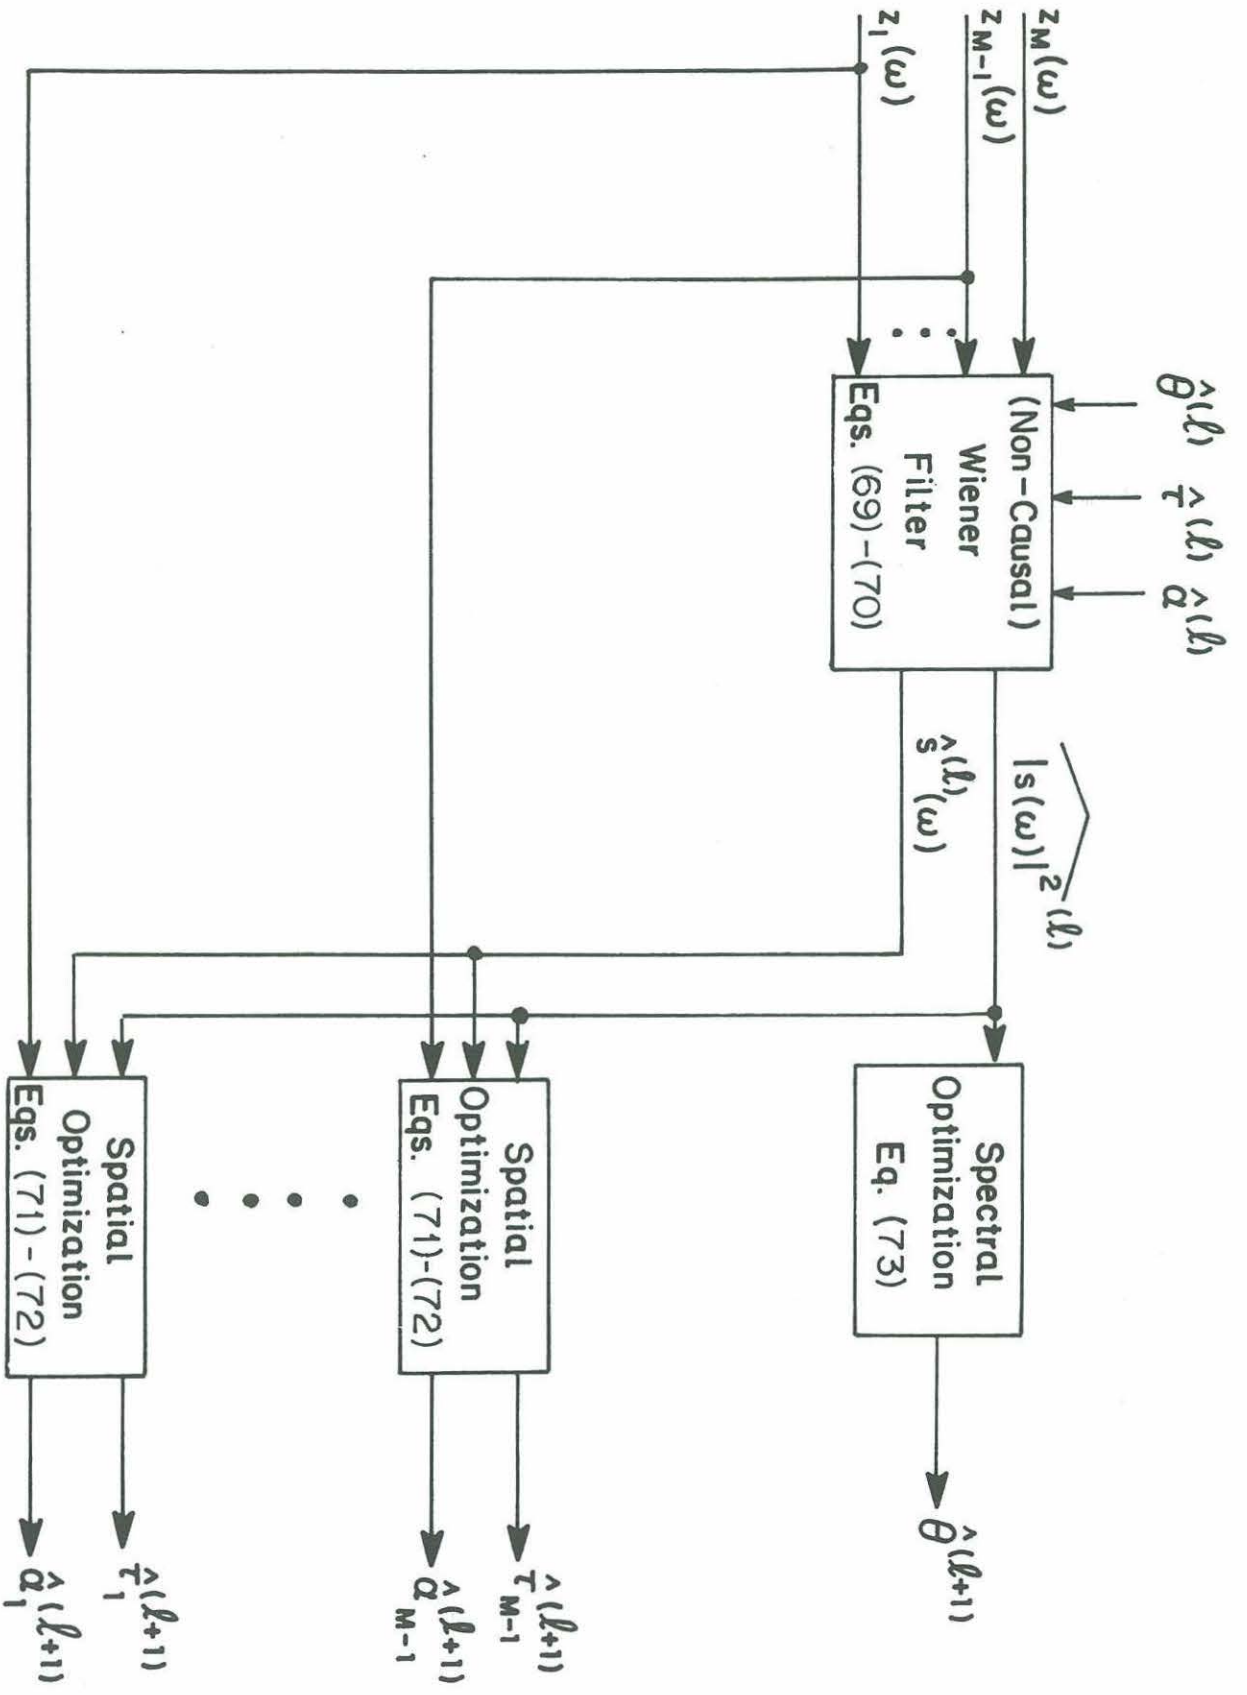 z_M(ω)
z_{M-1}(ω)
z_1(ω)
θ̂^{(ℓ)} τ̂^{(ℓ)} α̂^{(ℓ)}
(Non-Causal)
Wiener
Filter
Eqs. (69)-(70)
|s(ω)|^2^{(ℓ)}
ŝ^{(ℓ)}(ω)
Spectral
Optimization
Eq. (73)
θ̂^{(ℓ+1)}
Spatial
Optimization
Eqs. (71)-(72)
τ̂_{M-1}^{(ℓ+1)}
α̂_{M-1}^{(ℓ+1)}
Spatial
Optimization
Eqs. (71)-(72)
τ̂_1^{(ℓ+1)}
α̂_1^{(ℓ+1)}